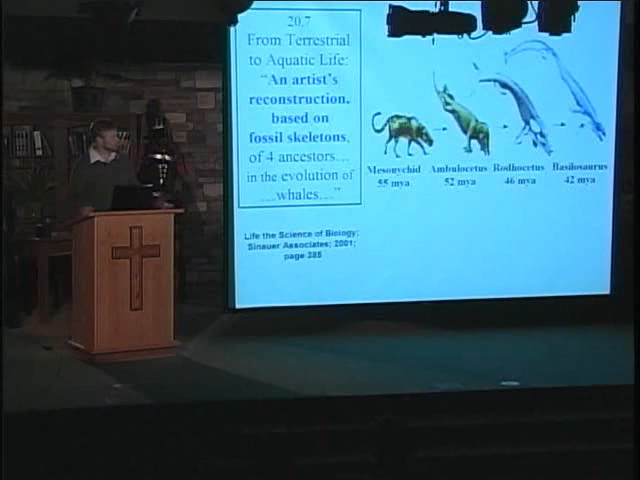 20.7
From Terrestrial
to Aquatic Life:
“An artist’s
reconstruction,
based on
fossil skeletons,
of 4 ancestors…
in the evolution of
…whales…”
Mesonychid Ambulocetus Rodhocetus Basilosaurus
55 mya 52 mya 46 mya 42 mya
Life the Science of Biology;
Sinauer Associates; 2001;
page 385